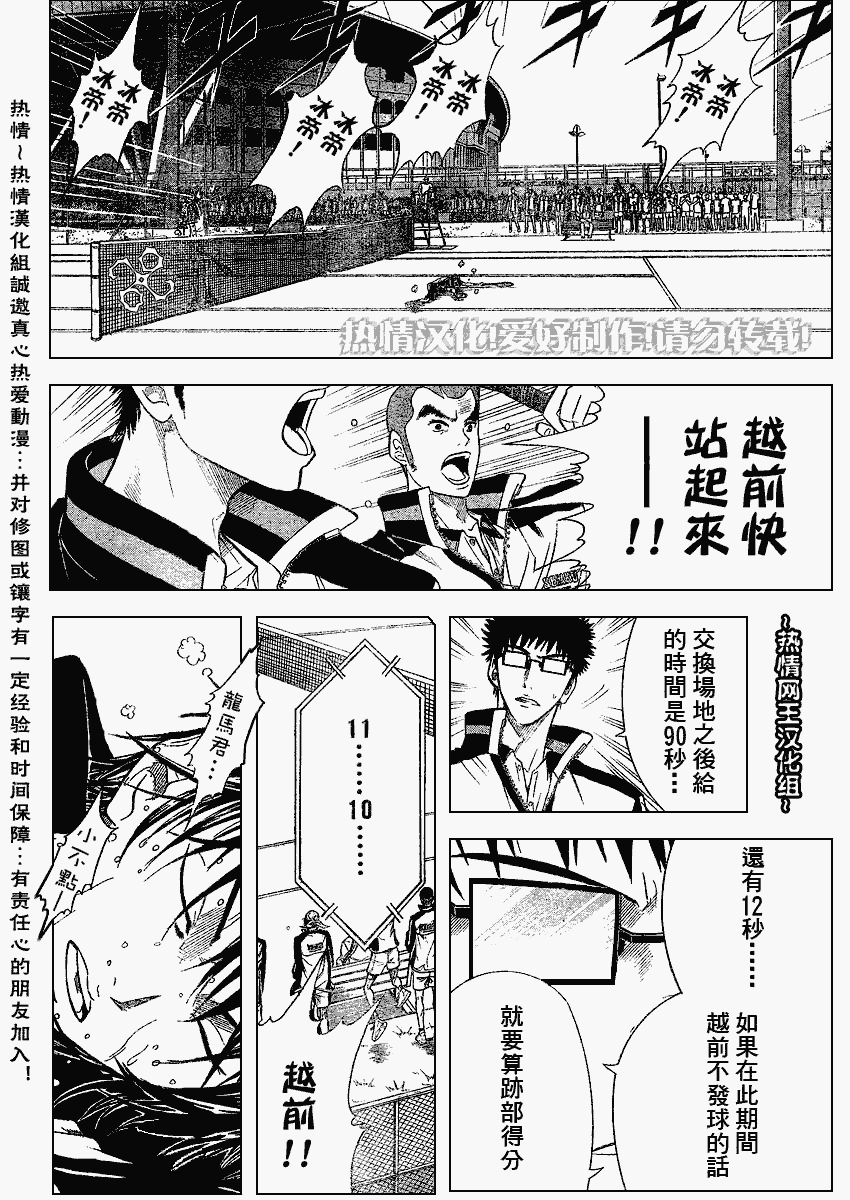 冰帝!
冰帝!
冰帝!
冰帝!
冰帝!
冰帝!
冰帝!
冰帝!
热情汉化!爱好制作!请勿转载!
越前快
站起來
——!!
~热情网王汉化组~
交換場地之後給
的時間是90秒…
還有12秒……
如果在此期間
越前不發球的話
就要算跡部得分
11……10……
越前!!
龍馬君…
小不點—
热情~热情漢化組誠邀真心热爱動漫…并对修图或镶字有一定经验和时间保障…有责任心的朋友加入!